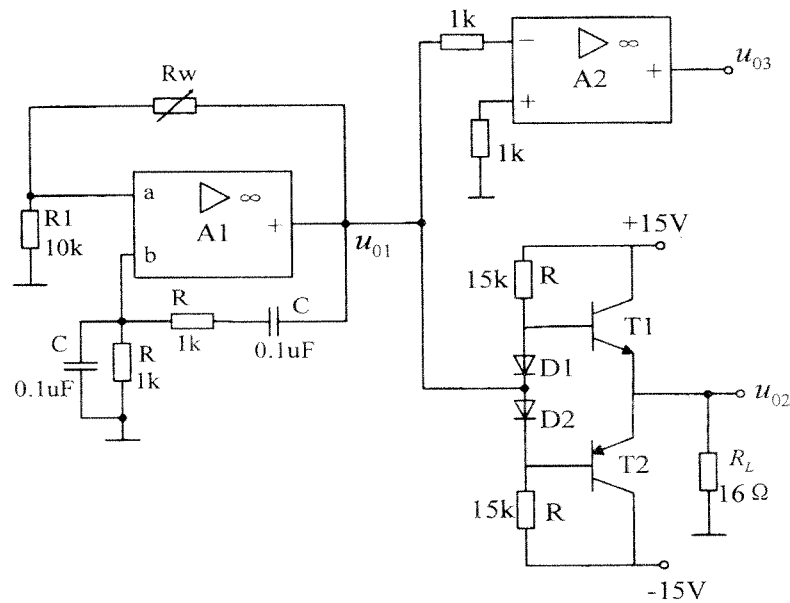 Rw
R1
10k
a
b
▷ ∞
A1
+
u01
R
1k
C
0.1uF
C
0.1uF
R
1k
1k
1k
−
+
▷ ∞
A2
+
u03
+15V
15k
R
T1
D1
D2
T2
u02
RL
16 Ω
15k
R
-15V